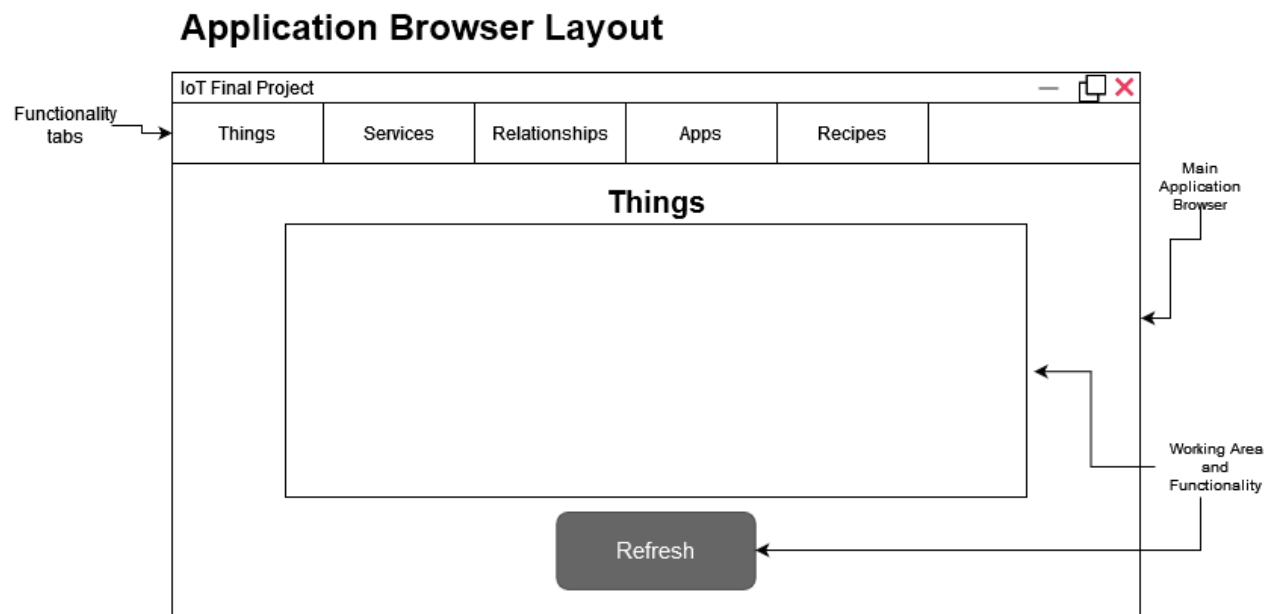 Application Browser Layout
IoT Final Project
Functionality
tabs
Things
Services
Relationships
Apps
Recipes
Main
Application
Browser
Things
Working Area
and
Functionality
Refresh